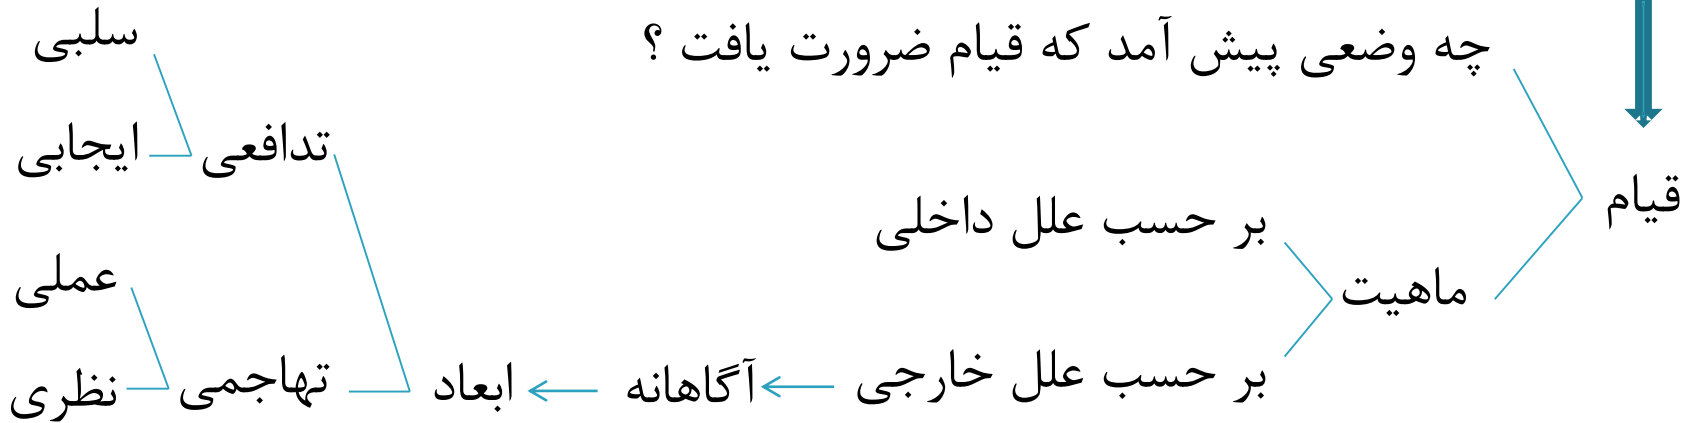 چه وضعی پیش آمد که قیام ضرورت یافت ؟
قیام
ماهیت
بر حسب علل داخلی
بر حسب علل خارجی
آگاهانه
ابعاد
تدافعی
سلبی
ایجابی
تهاجمی
عملی
نظری